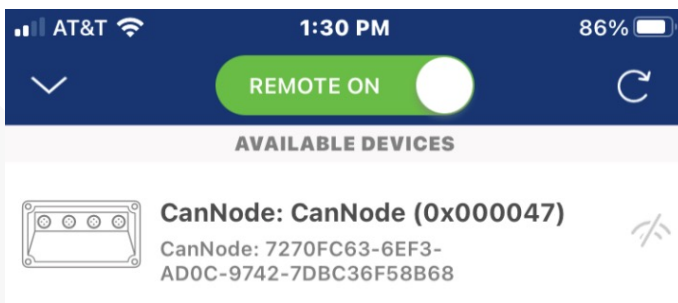 AT&T 1:30 PM 86%
REMOTE ON
AVAILABLE DEVICES
CanNode: CanNode (0x000047)
CanNode: 7270FC63-6EF3-
AD0C-9742-7DBC36F58B68